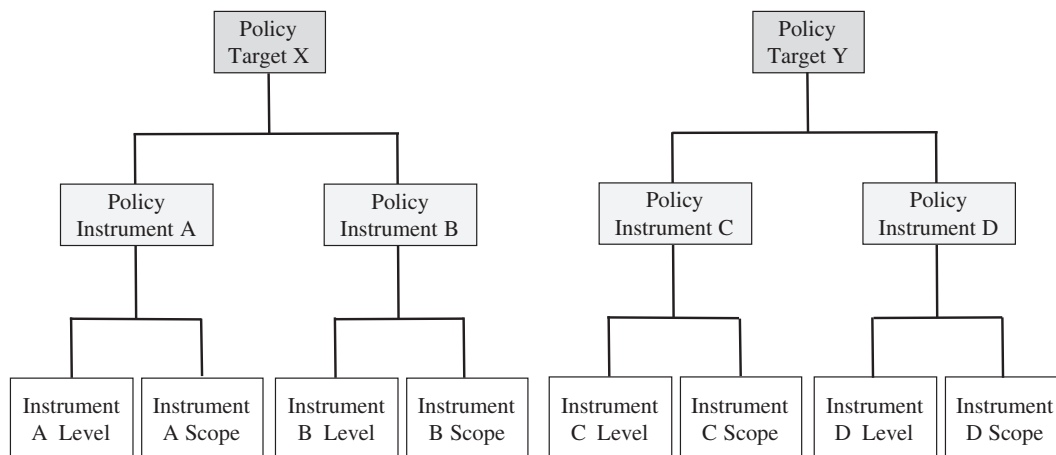 Policy
Target X
Policy
Target Y
Policy
Instrument A
Policy
Instrument B
Policy
Instrument C
Policy
Instrument D
Instrument
A Level
Instrument
A Scope
Instrument
B Level
Instrument
B Scope
Instrument
C Level
Instrument
C Scope
Instrument
D Level
Instrument
D Scope